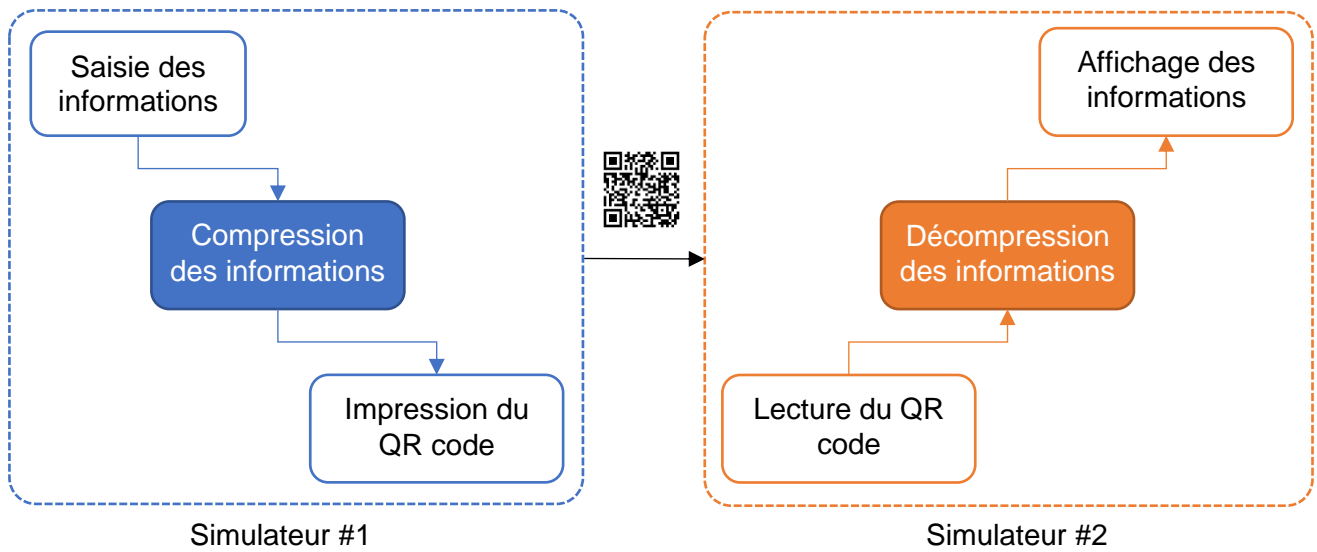 Saisie des
informations
Compression
des informations
Impression du
QR code
Simulateur #1
Affichage des
informations
Décompression
des informations
Lecture du QR
code
Simulateur #2